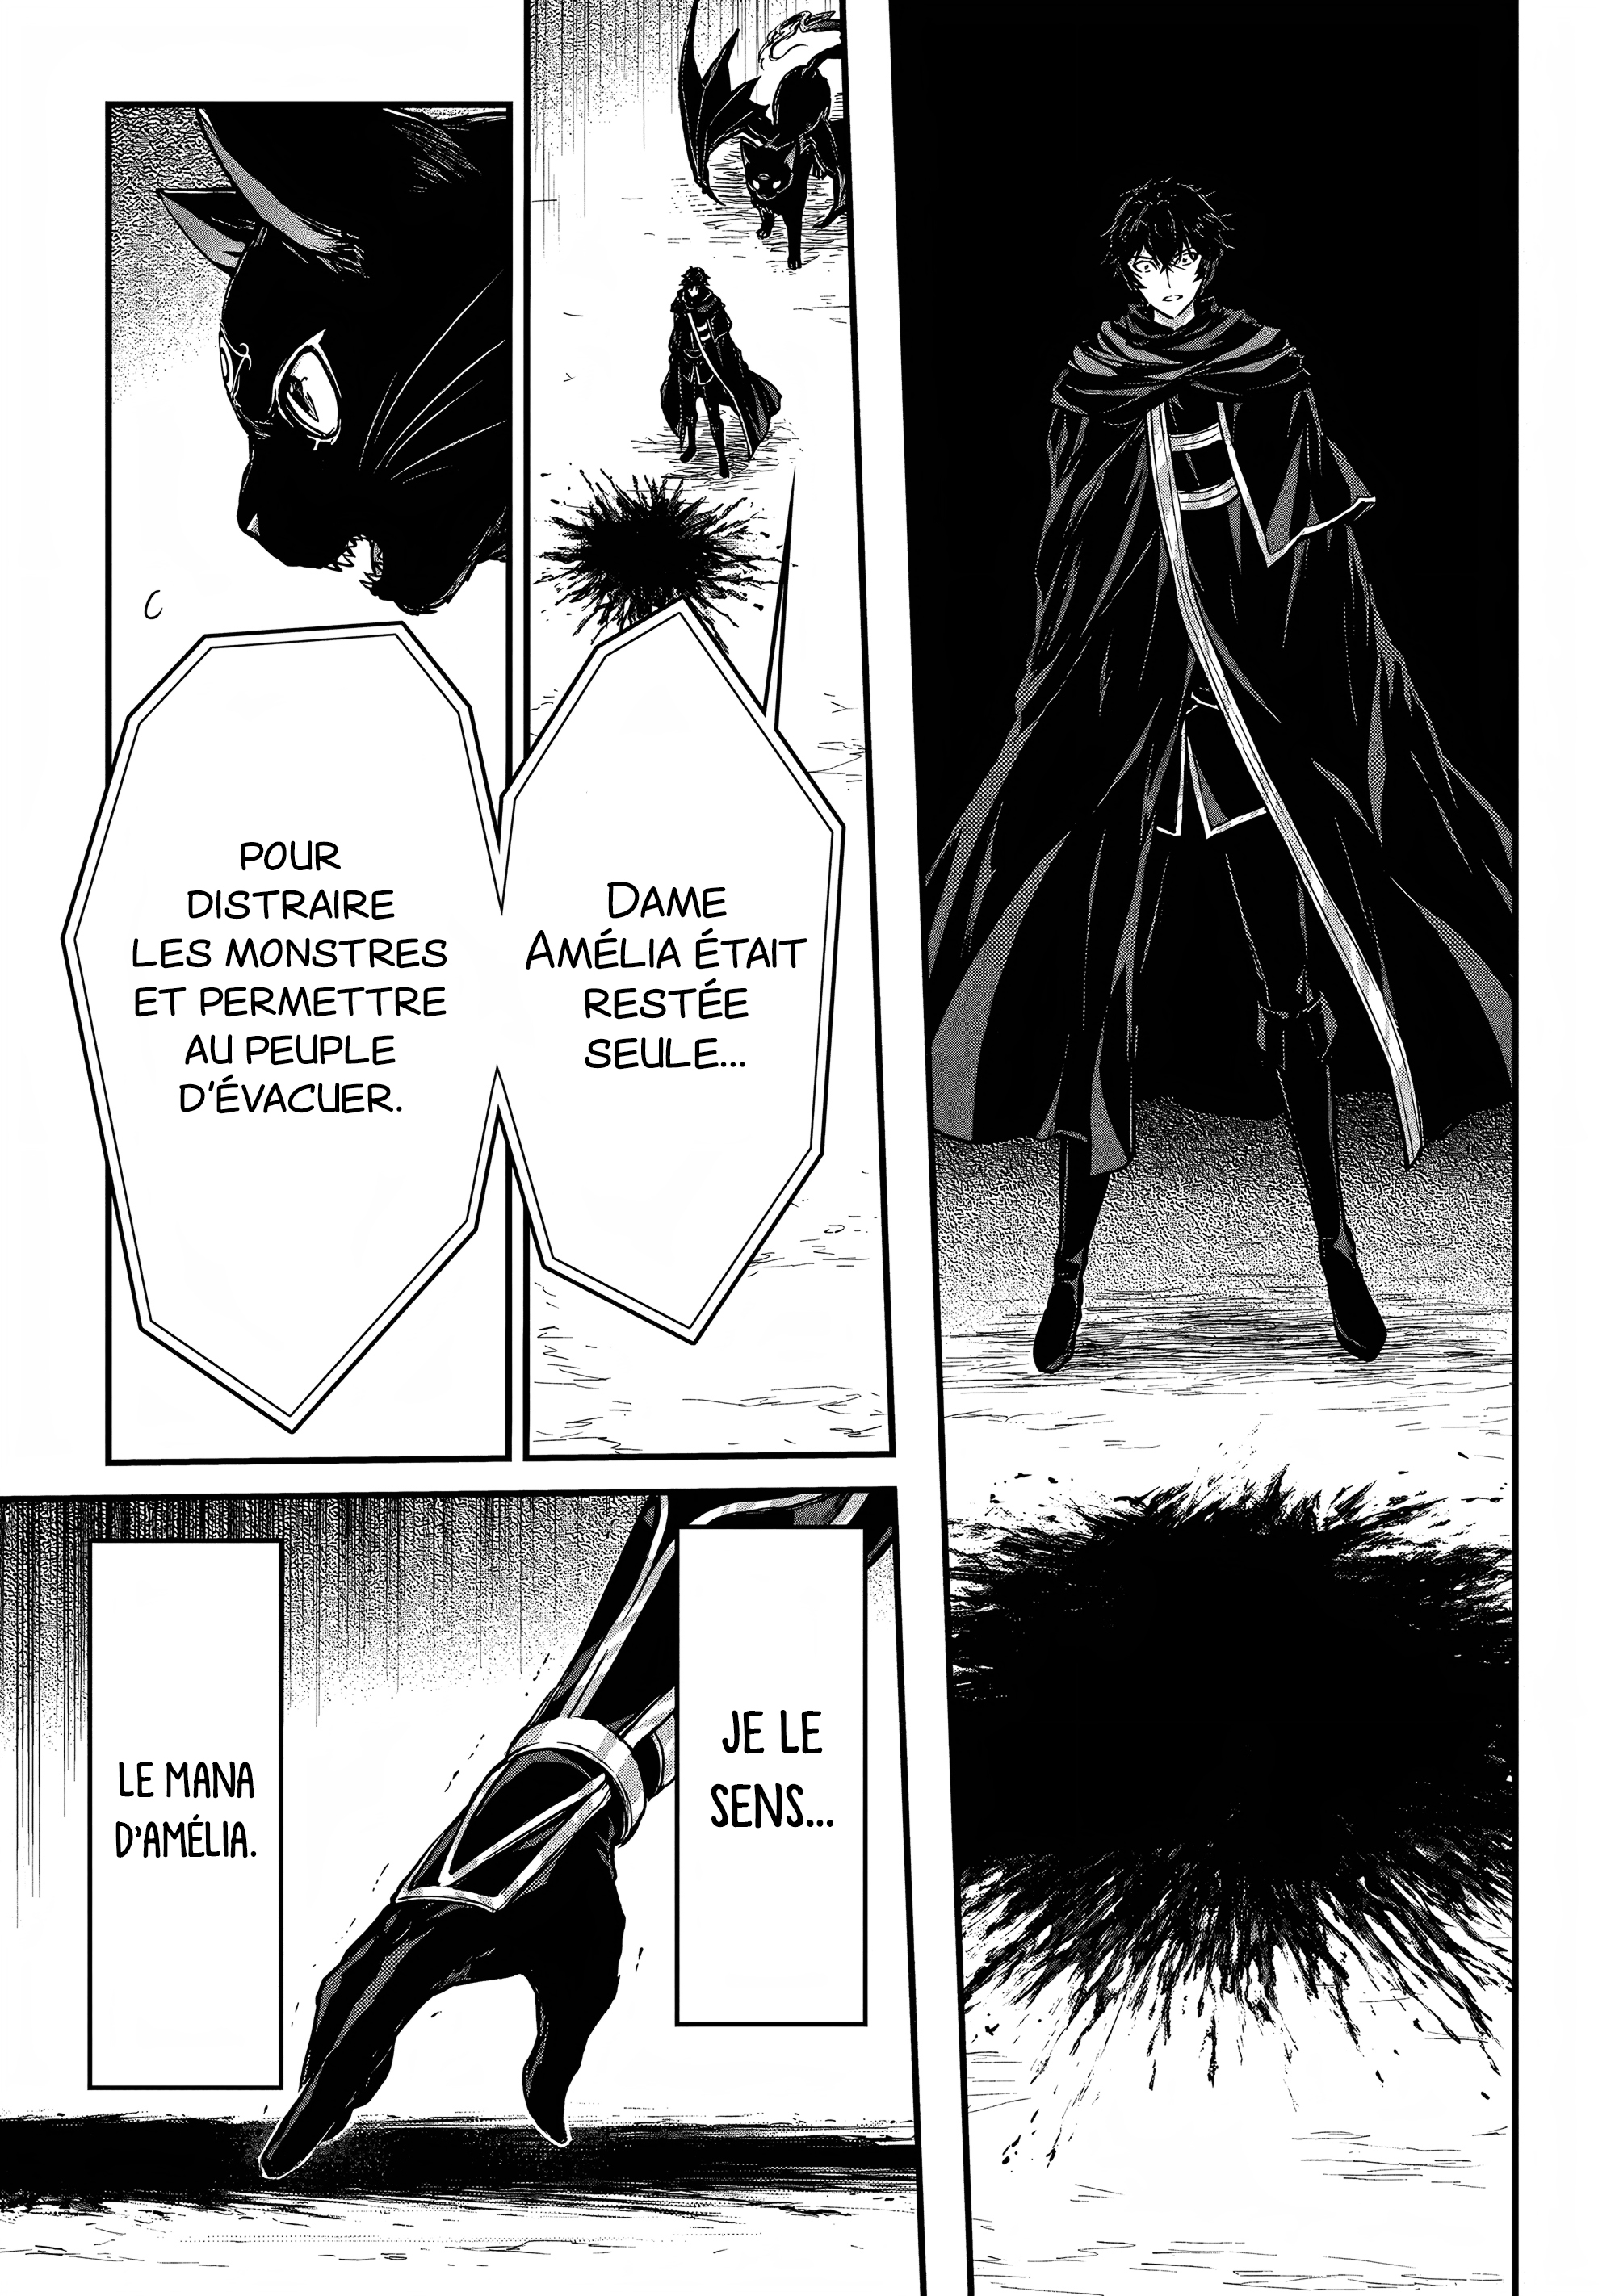 Dame
Amélia était
restée
seule...
pour
distraire
les monstres
et permettre
au peuple
d'évacuer.
Je le
sens...
Le mana
d'Amélia.